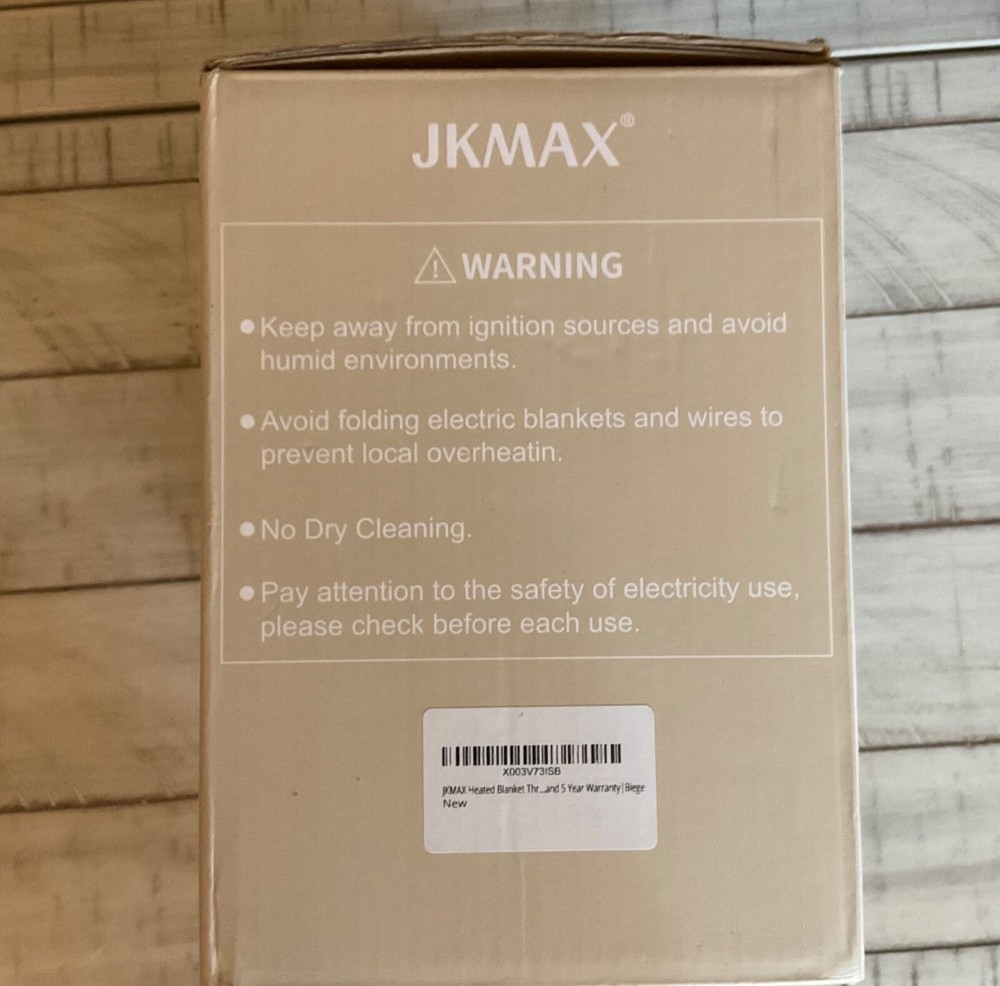 JKMAX®
WARNING
●Keep away from ignition sources and avoid
humid environments.
●Avoid folding electric blankets and wires to
prevent local overheatin.
●No Dry Cleaning.
●Pay attention to the safety of electricity use,
please check before each use.
X003V73ISB
JKMAX Heated Blanket Thr...and 5 Year Warranty|Biege
New